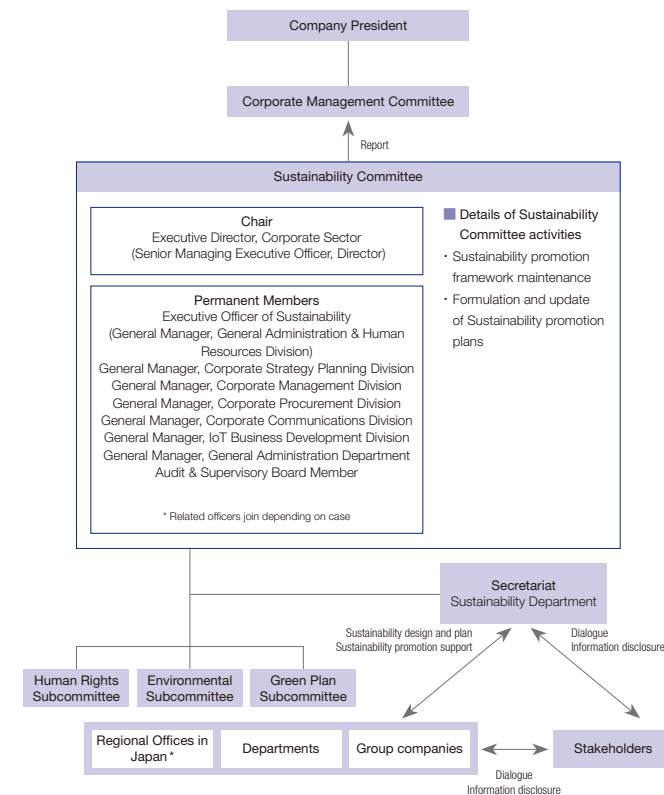 Company President
Corporate Management Committee
Report
Sustainability Committee
Chair
Executive Director, Corporate Sector
(Senior Managing Executive Officer, Director)
Permanent Members
Executive Officer of Sustainability
(General Manager, General Administration & Human
Resources Division)
General Manager, Corporate Strategy Planning Division
General Manager, Corporate Management Division
General Manager, Corporate Procurement Division
General Manager, Corporate Communications Division
General Manager, IoT Business Development Division
General Manager, General Administration Department
Audit & Supervisory Board Member
* Related officers join depending on case
Details of Sustainability
Committee activities
・Sustainability promotion
framework maintenance
・Formulation and update
of Sustainability promotion
plans
Secretariat
Sustainability Department
Sustainability design and plan
Sustainability promotion support
Dialogue
Information disclosure
Human Rights
Subcommittee
Environmental
Subcommittee
Green Plan
Subcommittee
Regional Offices in
Japan *
Departments
Group companies
Stakeholders
Dialogue
Information disclosure